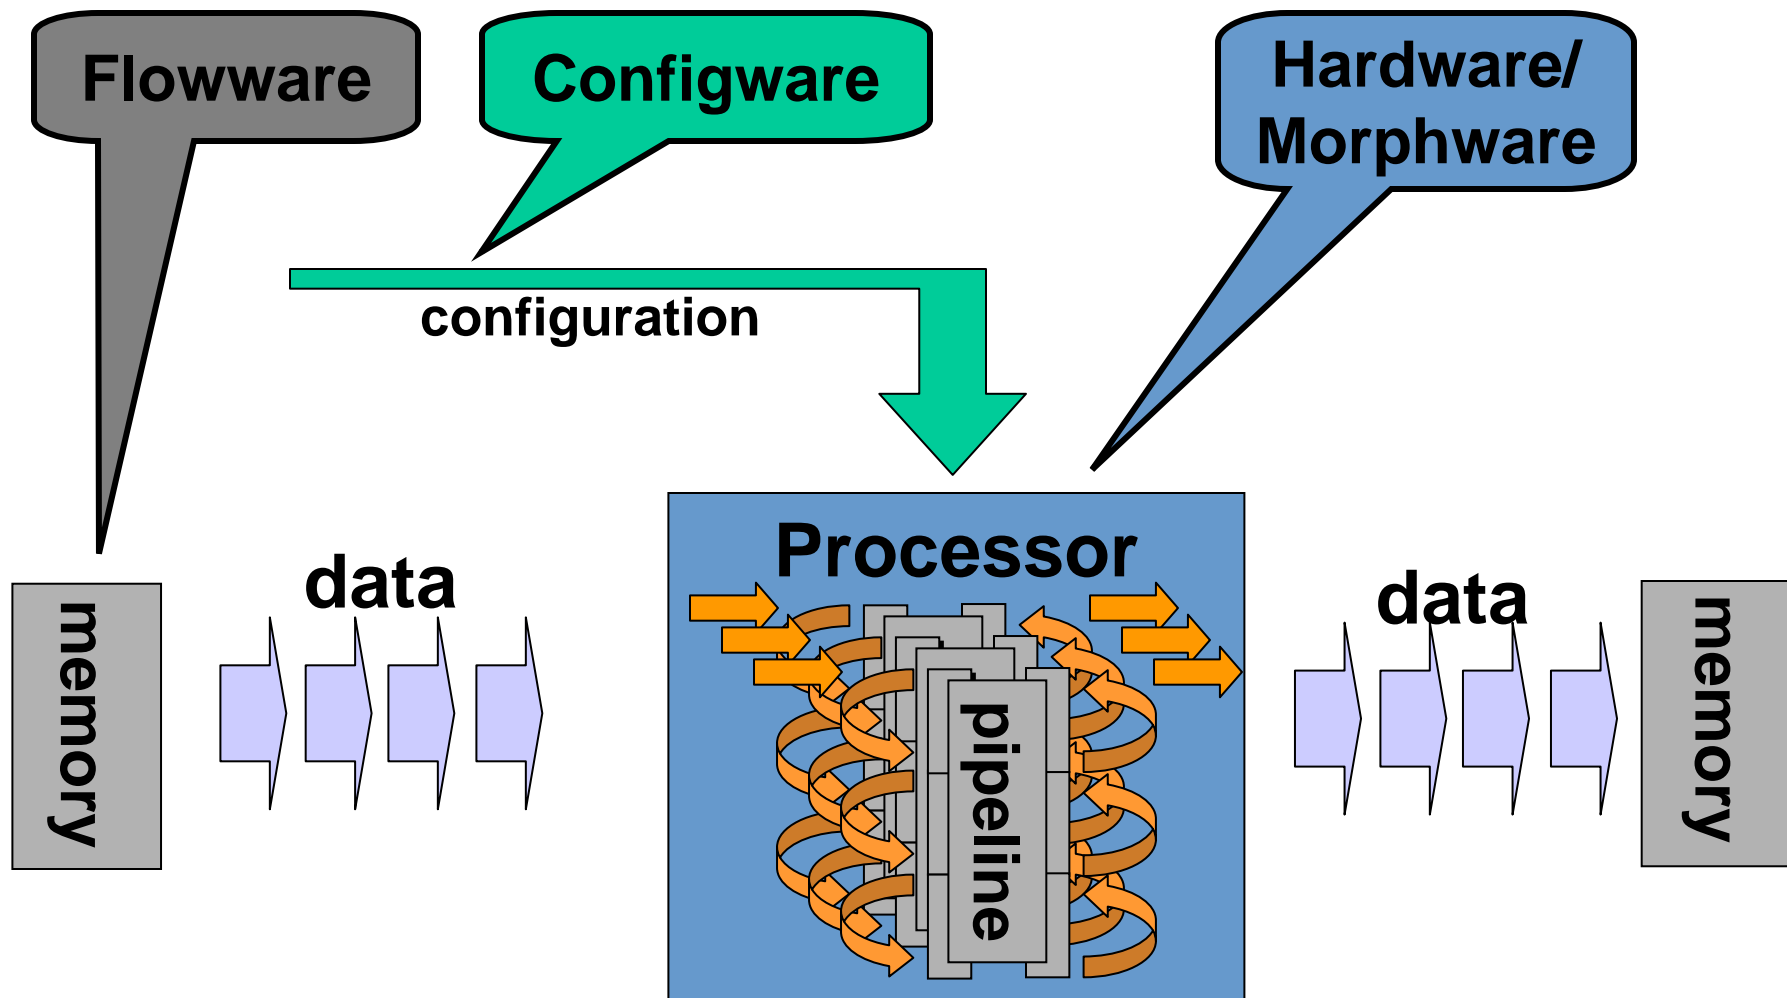 Flowware
Configware
Hardware/
Morphware
configuration
Processor
data
data
memory
memory
pipeline